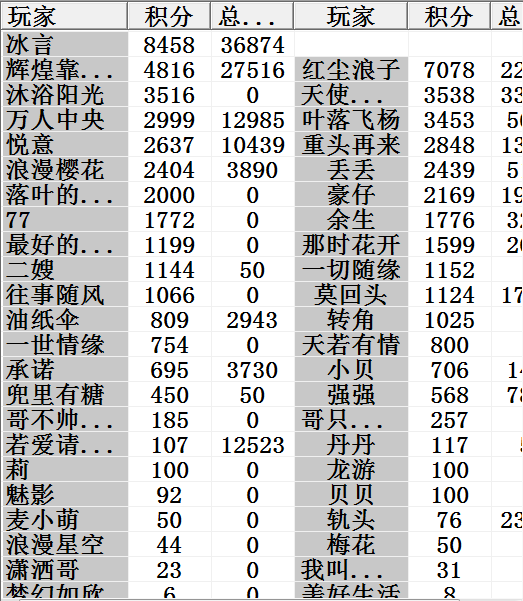 玩家 积分 总... 玩家 积分 总
冰言 8458 36874
辉煌靠... 4816 27516 红尘浪子 7078 22
沐浴阳光 3516 0 天使... 3538 33
万人中央 2999 12985 叶落飞杨 3453 50
悦意 2637 10439 重头再来 2848 13
浪漫樱花 2404 3890 丢丢 2439 5
落叶的... 2000 0 豪仔 2169 19
77 1772 0 余生 1776 32
最好的... 1199 0 那时花开 1599 20
二嫂 1144 50 一切随缘 1152
往事随风 1066 0 莫回头 1124 17
油纸伞 809 2943 转角 1025
一世情缘 754 0 天若有情 800
承诺 695 3730 小贝 706 14
兜里有糖 450 50 强强 568 78
哥不帅... 185 0 哥只... 257
若爱请... 107 12523 丹丹 117 5
莉 100 0 龙游 100
魅影 92 0 贝贝 100
麦小萌 50 0 轨头 76 23
浪漫星空 44 0 梅花 50
潇洒哥 23 0 我叫... 31
梦幻如欣 6 0 美好生活 8